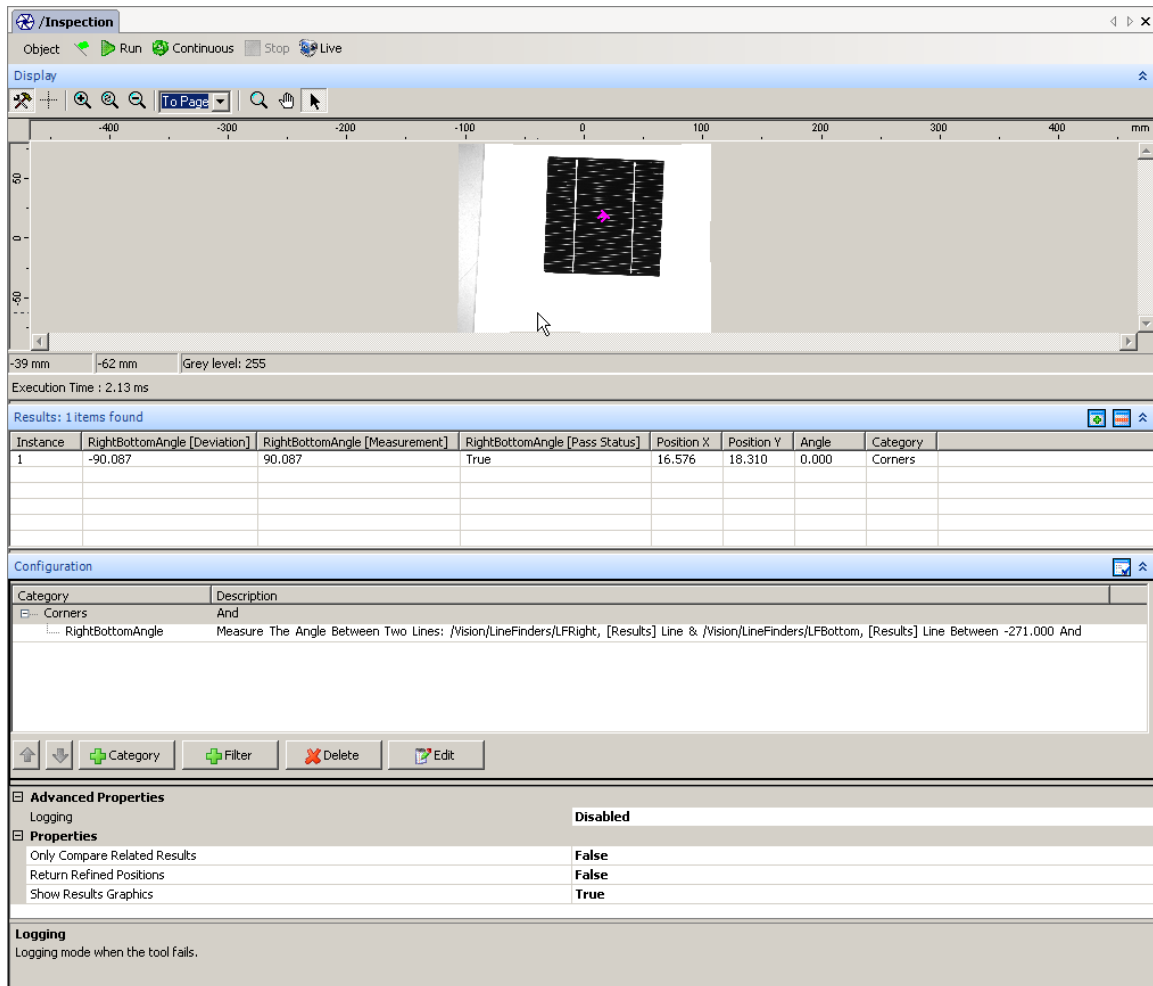 /Inspection
Object Run Continuous Stop Live
Display
To Page
-400 -300 -200 -100 0 100 200 300 400 mm
50
0
-50
-39 mm -62 mm Grey level: 255
Execution Time : 2.13 ms
Results: 1 items found
Instance RightBottomAngle [Deviation] RightBottomAngle [Measurement] RightBottomAngle [Pass Status] Position X Position Y Angle Category
1 -90.087 90.087 True 16.576 18.310 0.000 Corners
Configuration
Category Description
Corners And
RightBottomAngle Measure The Angle Between Two Lines: /Vision/LineFinders/LFRight, [Results] Line & /Vision/LineFinders/LFBottom, [Results] Line Between -271.000 And
Category Filter Delete Edit
Advanced Properties
Logging Disabled
Properties
Only Compare Related Results False
Return Refined Positions False
Show Results Graphics True
Logging
Logging mode when the tool fails.